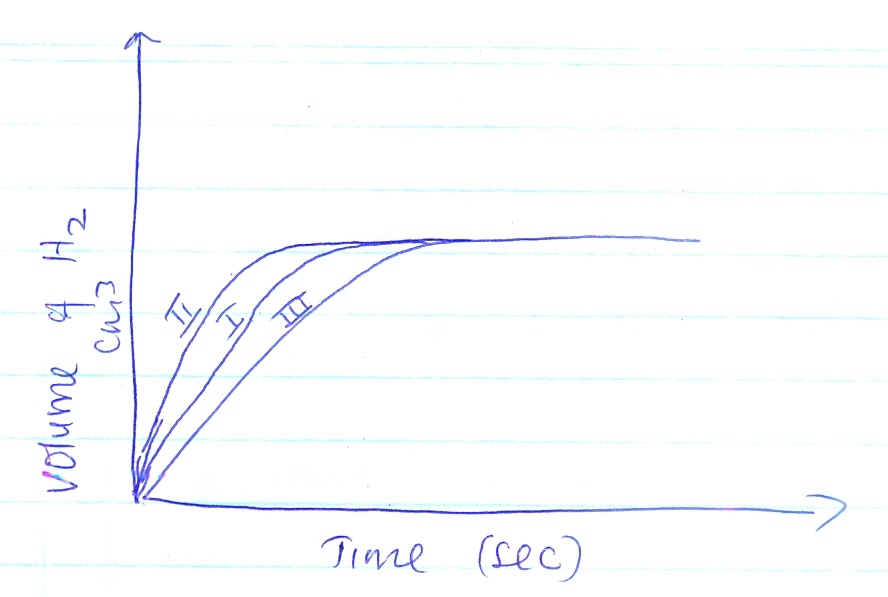 Volume of H2
cm3
II
I
III
Time (sec)